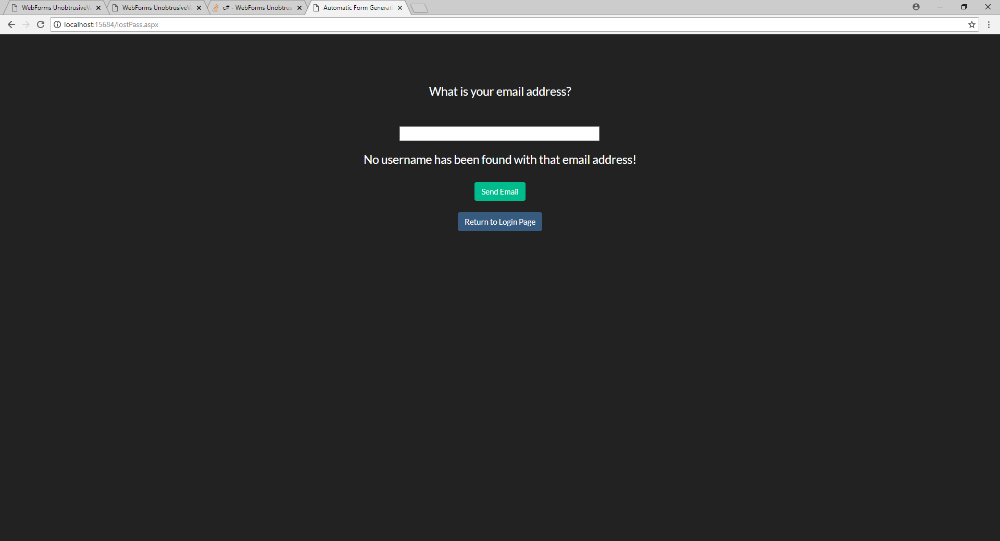 WebForms UnobtrusiveV
WebForms UnobtrusiveV
c# - WebForms Unobtrus
Automatic Form Generat
localhost:15684/lostPass.aspx
What is your email address?
No username has been found with that email address!
Send Email
Return to Login Page